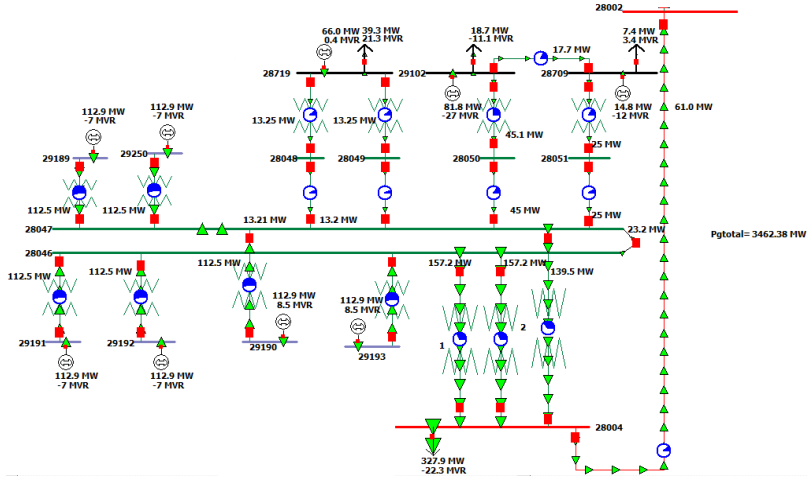 28002
66.0 MW
0.4 MVR
39.3 MW
21.3 MVR
18.7 MW
-11.1 MVR
17.7 MW
7.4 MW
3.4 MVR
28719
29102
28709
112.9 MW
-7 MVR
112.9 MW
-7 MVR
81.8 MW
-27 MVR
14.8 MW
-12 MVR
61.0 MW
13.25 MW
13.25 MW
45.1 MW
25 MW
29189
29250
28048
28049
28050
28051
112.5 MW
112.5 MW
13.21 MW
13.2 MW
45 MW
25 MW
28047
23.2 MW
Pgtotal= 3462.38 MW
28046
112.5 MW
112.5 MW
112.5 MW
157.2 MW
157.2 MW
139.5 MW
112.9 MW
8.5 MVR
112.9 MW
8.5 MVR
1
2
29191
29192
29190
29193
112.9 MW
-7 MVR
112.9 MW
-7 MVR
28004
327.9 MW
-22.3 MVR